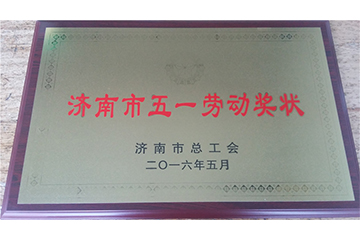 济南市五一劳动奖状
济南市总工会
二〇一六年五月